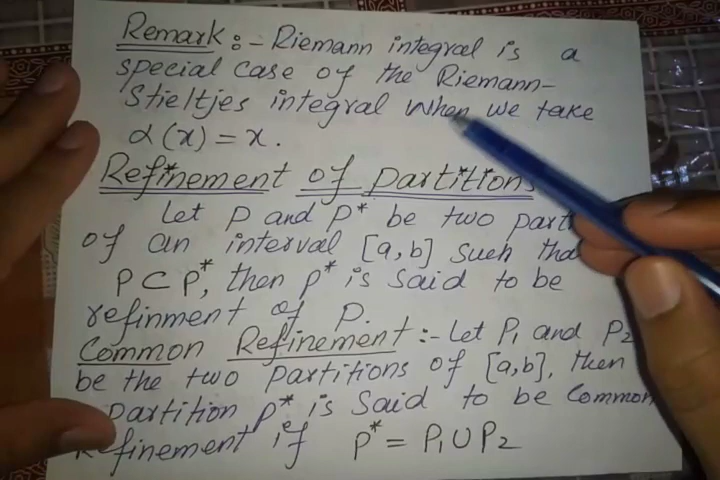 Remark:- Riemann integral is a
special case of the Riemann-
Stieltjes integral when we take
α(x) = x.
Refinement of Partitions
Let P and P* be two part
of an interval [a,b] such tha
P ⊂ P*, then P* is said to be
refinment of P.
Common Refinement:- Let P₁ and P₂
be the two partitions of [a,b], then
partition P* is said to be Common
Refinement if P* = P₁ ∪ P₂